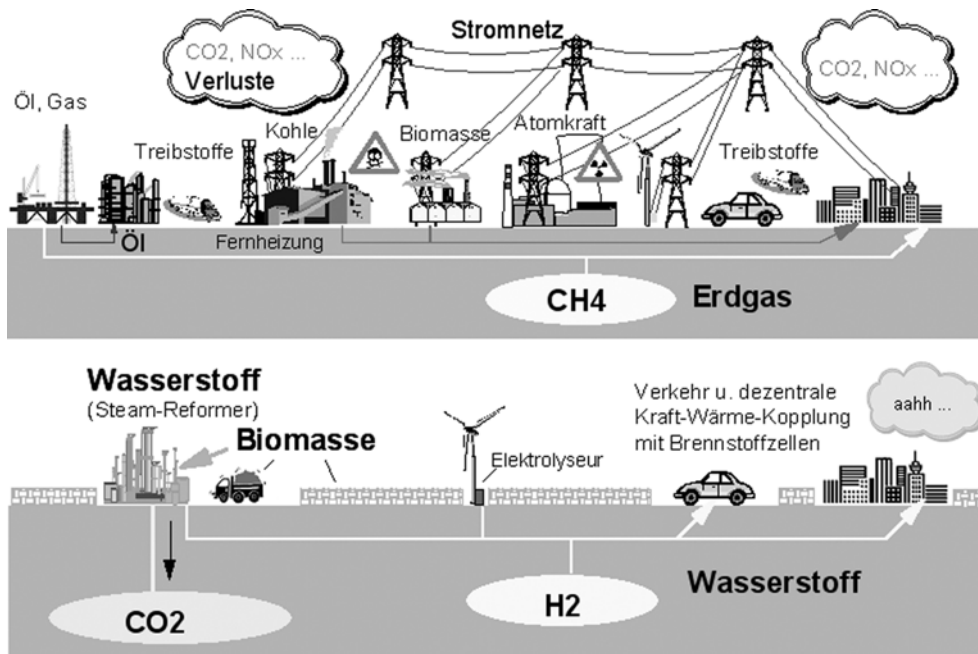 Stromnetz
CO2, NOx ...
Verluste
CO2, NOx ...
Öl, Gas
Kohle
Biomasse
Atomkraft
Treibstoffe
Treibstoffe
Öl
Fernheizung
CH4
Erdgas
Wasserstoff
(Steam-Reformer)
Biomasse
Elektrolyseur
Verkehr u. dezentrale
Kraft-Wärme-Kopplung
mit Brennstoffzellen
aahh ...
Wasserstoff
CO2
H2